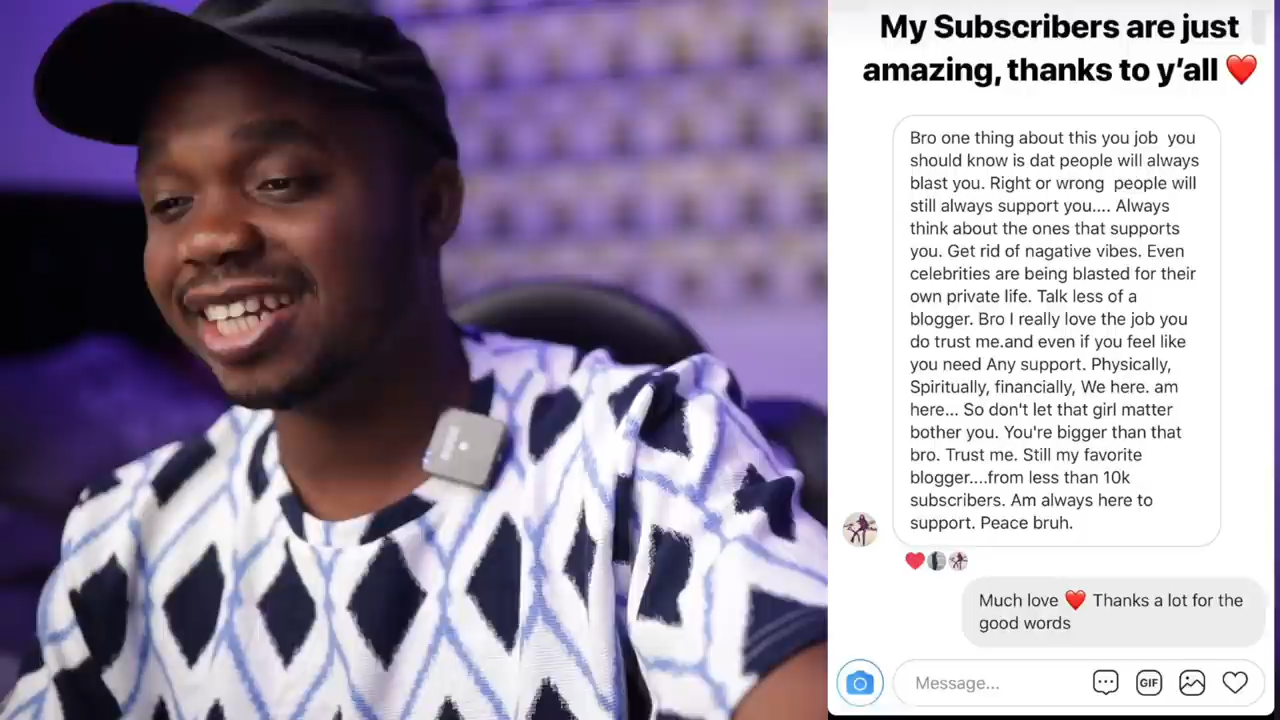 My Subscribers are just
amazing, thanks to y'all ❤️
Bro one thing about this you job you
should know is dat people will always
blast you. Right or wrong people will
still always support you.... Always
think about the ones that supports
you. Get rid of nagative vibes. Even
celebrities are being blasted for their
own private life. Talk less of a
blogger. Bro I really love the job you
do trust me.and even if you feel like
you need Any support. Physically,
Spiritually, financially, We here. am
here... So don't let that girl matter
bother you. You're bigger than that
bro. Trust me. Still my favorite
blogger....from less than 10k
subscribers. Am always here to
support. Peace bruh.
Much love ❤️ Thanks a lot for the
good words
Message...
GIF